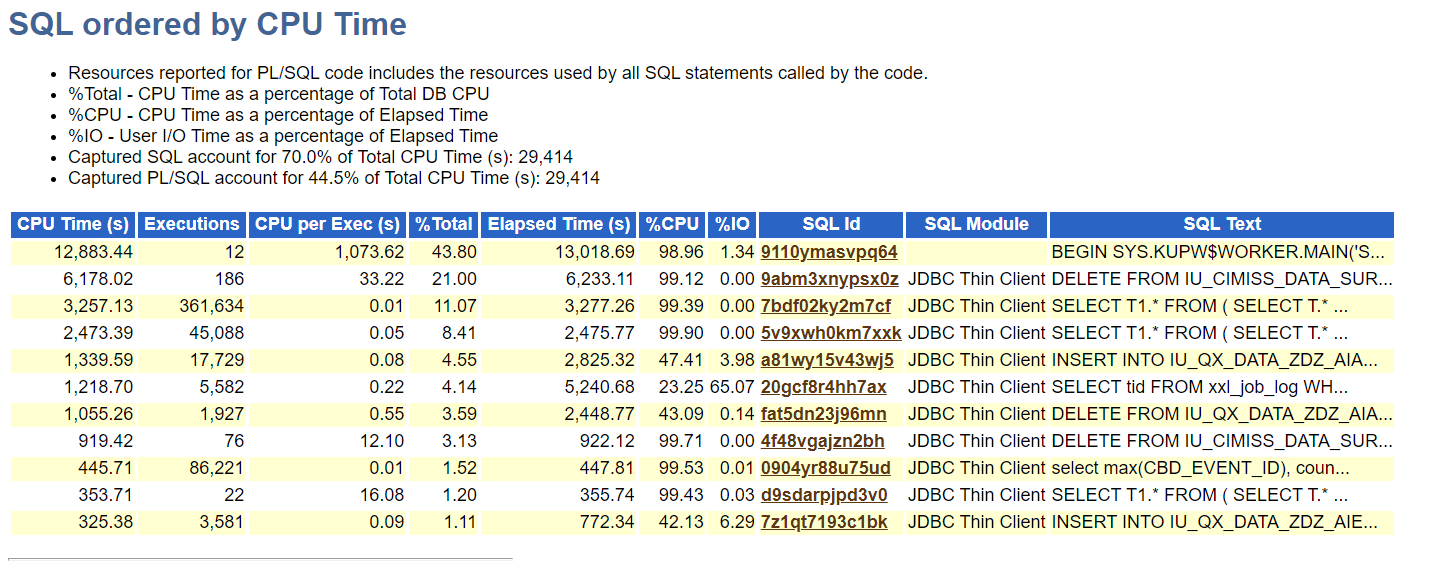 SQL ordered by CPU Time
Resources reported for PL/SQL code includes the resources used by all SQL statements called by the code.
%Total - CPU Time as a percentage of Total DB CPU
%CPU - CPU Time as a percentage of Elapsed Time
%IO - User I/O Time as a percentage of Elapsed Time
Captured SQL account for 70.0% of Total CPU Time (s): 29,414
Captured PL/SQL account for 44.5% of Total CPU Time (s): 29,414
CPU Time (s) Executions CPU per Exec (s) %Total Elapsed Time (s) %CPU %IO SQL Id SQL Module SQL Text
12,883.44 12 1,073.62 43.80 13,018.69 98.96 1.34 9110ymasvpq64 BEGIN SYS.KUPW$WORKER.MAIN('S...
6,178.02 186 33.22 21.00 6,233.11 99.12 0.00 9abm3xnypsx0z JDBC Thin Client DELETE FROM IU_CIMISS_DATA_SUR...
3,257.13 361,634 0.01 11.07 3,277.26 99.39 0.00 7bdf02ky2m7cf JDBC Thin Client SELECT T1.* FROM ( SELECT T.* ...
2,473.39 45,088 0.05 8.41 2,475.77 99.90 0.00 5v9xwh0km7xxk JDBC Thin Client SELECT T1.* FROM ( SELECT T.* ...
1,339.59 17,729 0.08 4.55 2,825.32 47.41 3.98 a81wy15v43wj5 JDBC Thin Client INSERT INTO IU_QX_DATA_ZDZ_AIA...
1,218.70 5,582 0.22 4.14 5,240.68 23.25 65.07 20gcf8r4hh7ax JDBC Thin Client SELECT tid FROM xxl_job_log WH...
1,055.26 1,927 0.55 3.59 2,448.77 43.09 0.14 fat5dn23j96mn JDBC Thin Client DELETE FROM IU_QX_DATA_ZDZ_AIA...
919.42 76 12.10 3.13 922.12 99.71 0.00 4f48vgajzn2bh JDBC Thin Client DELETE FROM IU_CIMISS_DATA_SUR...
445.71 86,221 0.01 1.52 447.81 99.53 0.01 0904yr88u75ud JDBC Thin Client select max(CBD_EVENT_ID), coun...
353.71 22 16.08 1.20 355.74 99.43 0.03 d9sdarpjpd3v0 JDBC Thin Client SELECT T1.* FROM ( SELECT T.* ...
325.38 3,581 0.09 1.11 772.34 42.13 6.29 7z1qt7193c1bk JDBC Thin Client INSERT INTO IU_QX_DATA_ZDZ_AIE...